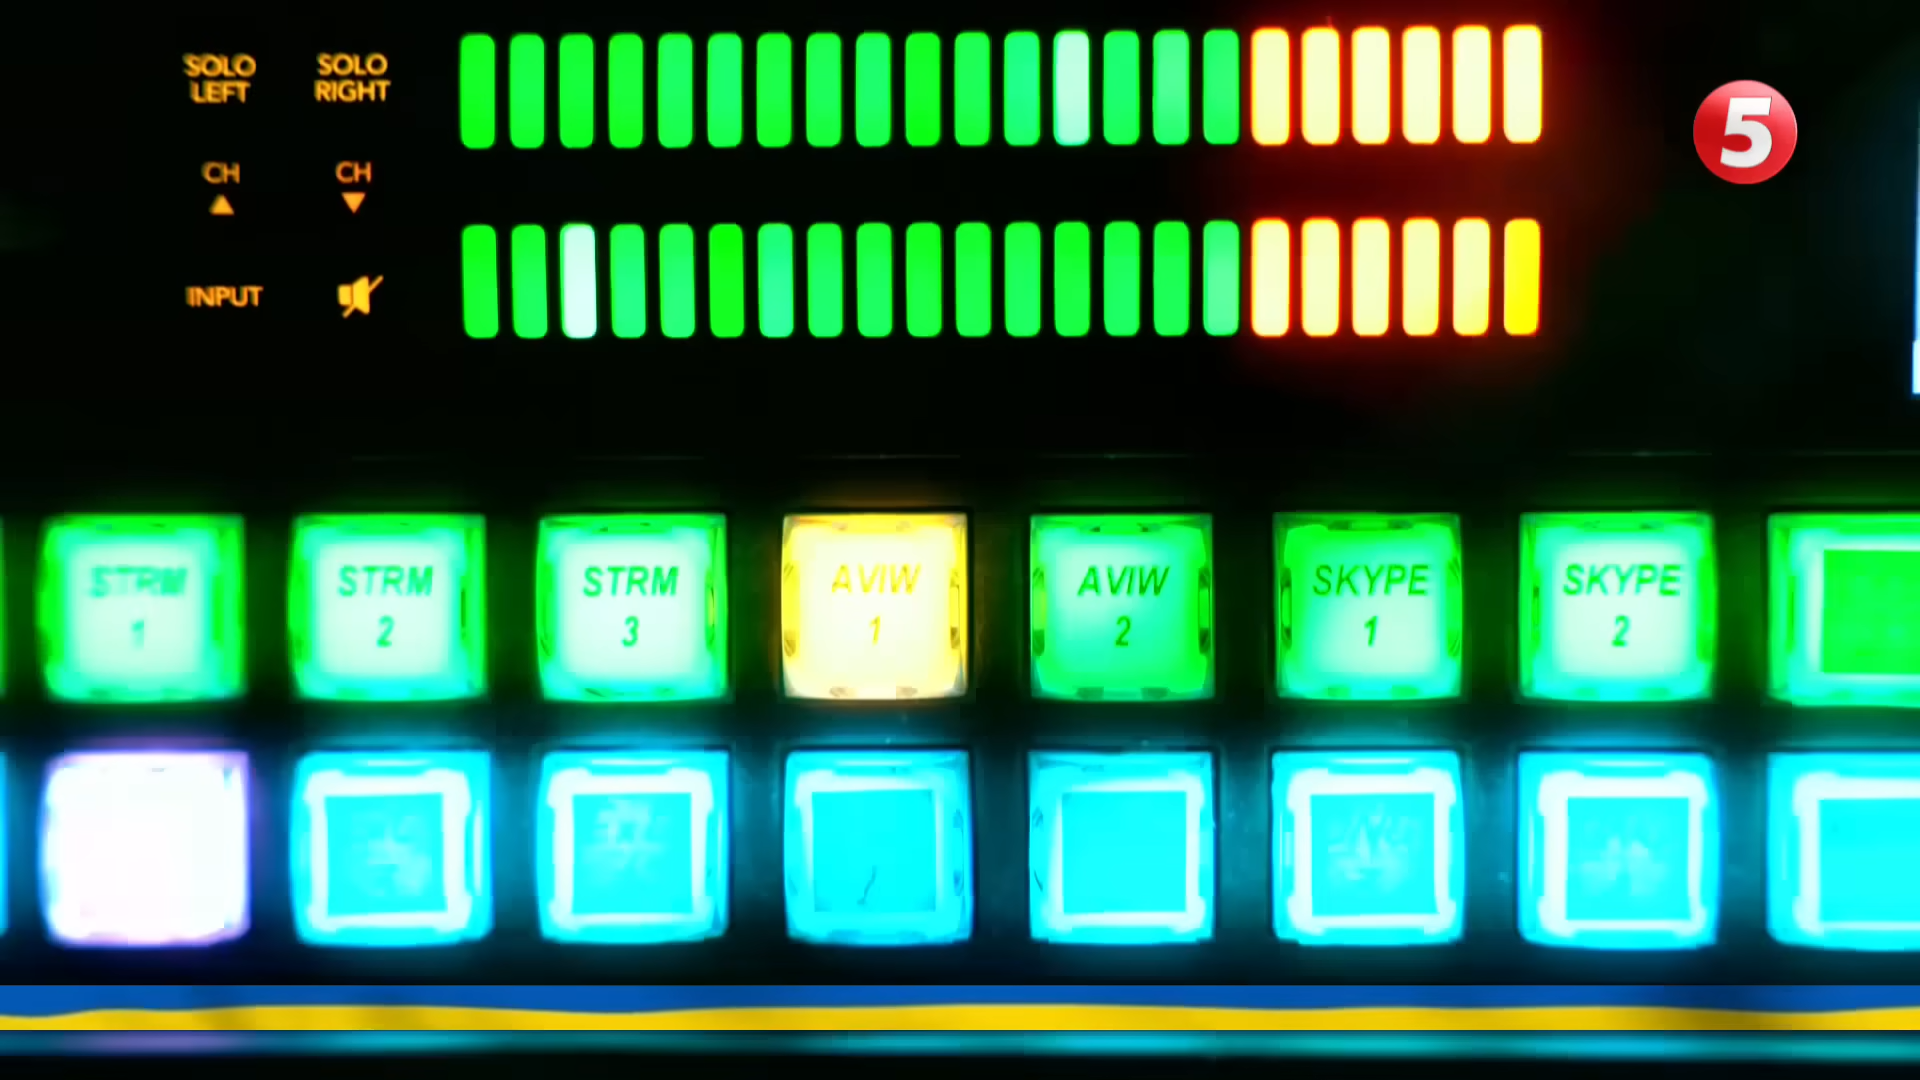 SOLO LEFT
SOLO RIGHT
CH
CH
INPUT
5
STRM 1
STRM 2
STRM 3
AVIW 1
AVIW 2
SKYPE 1
SKYPE 2